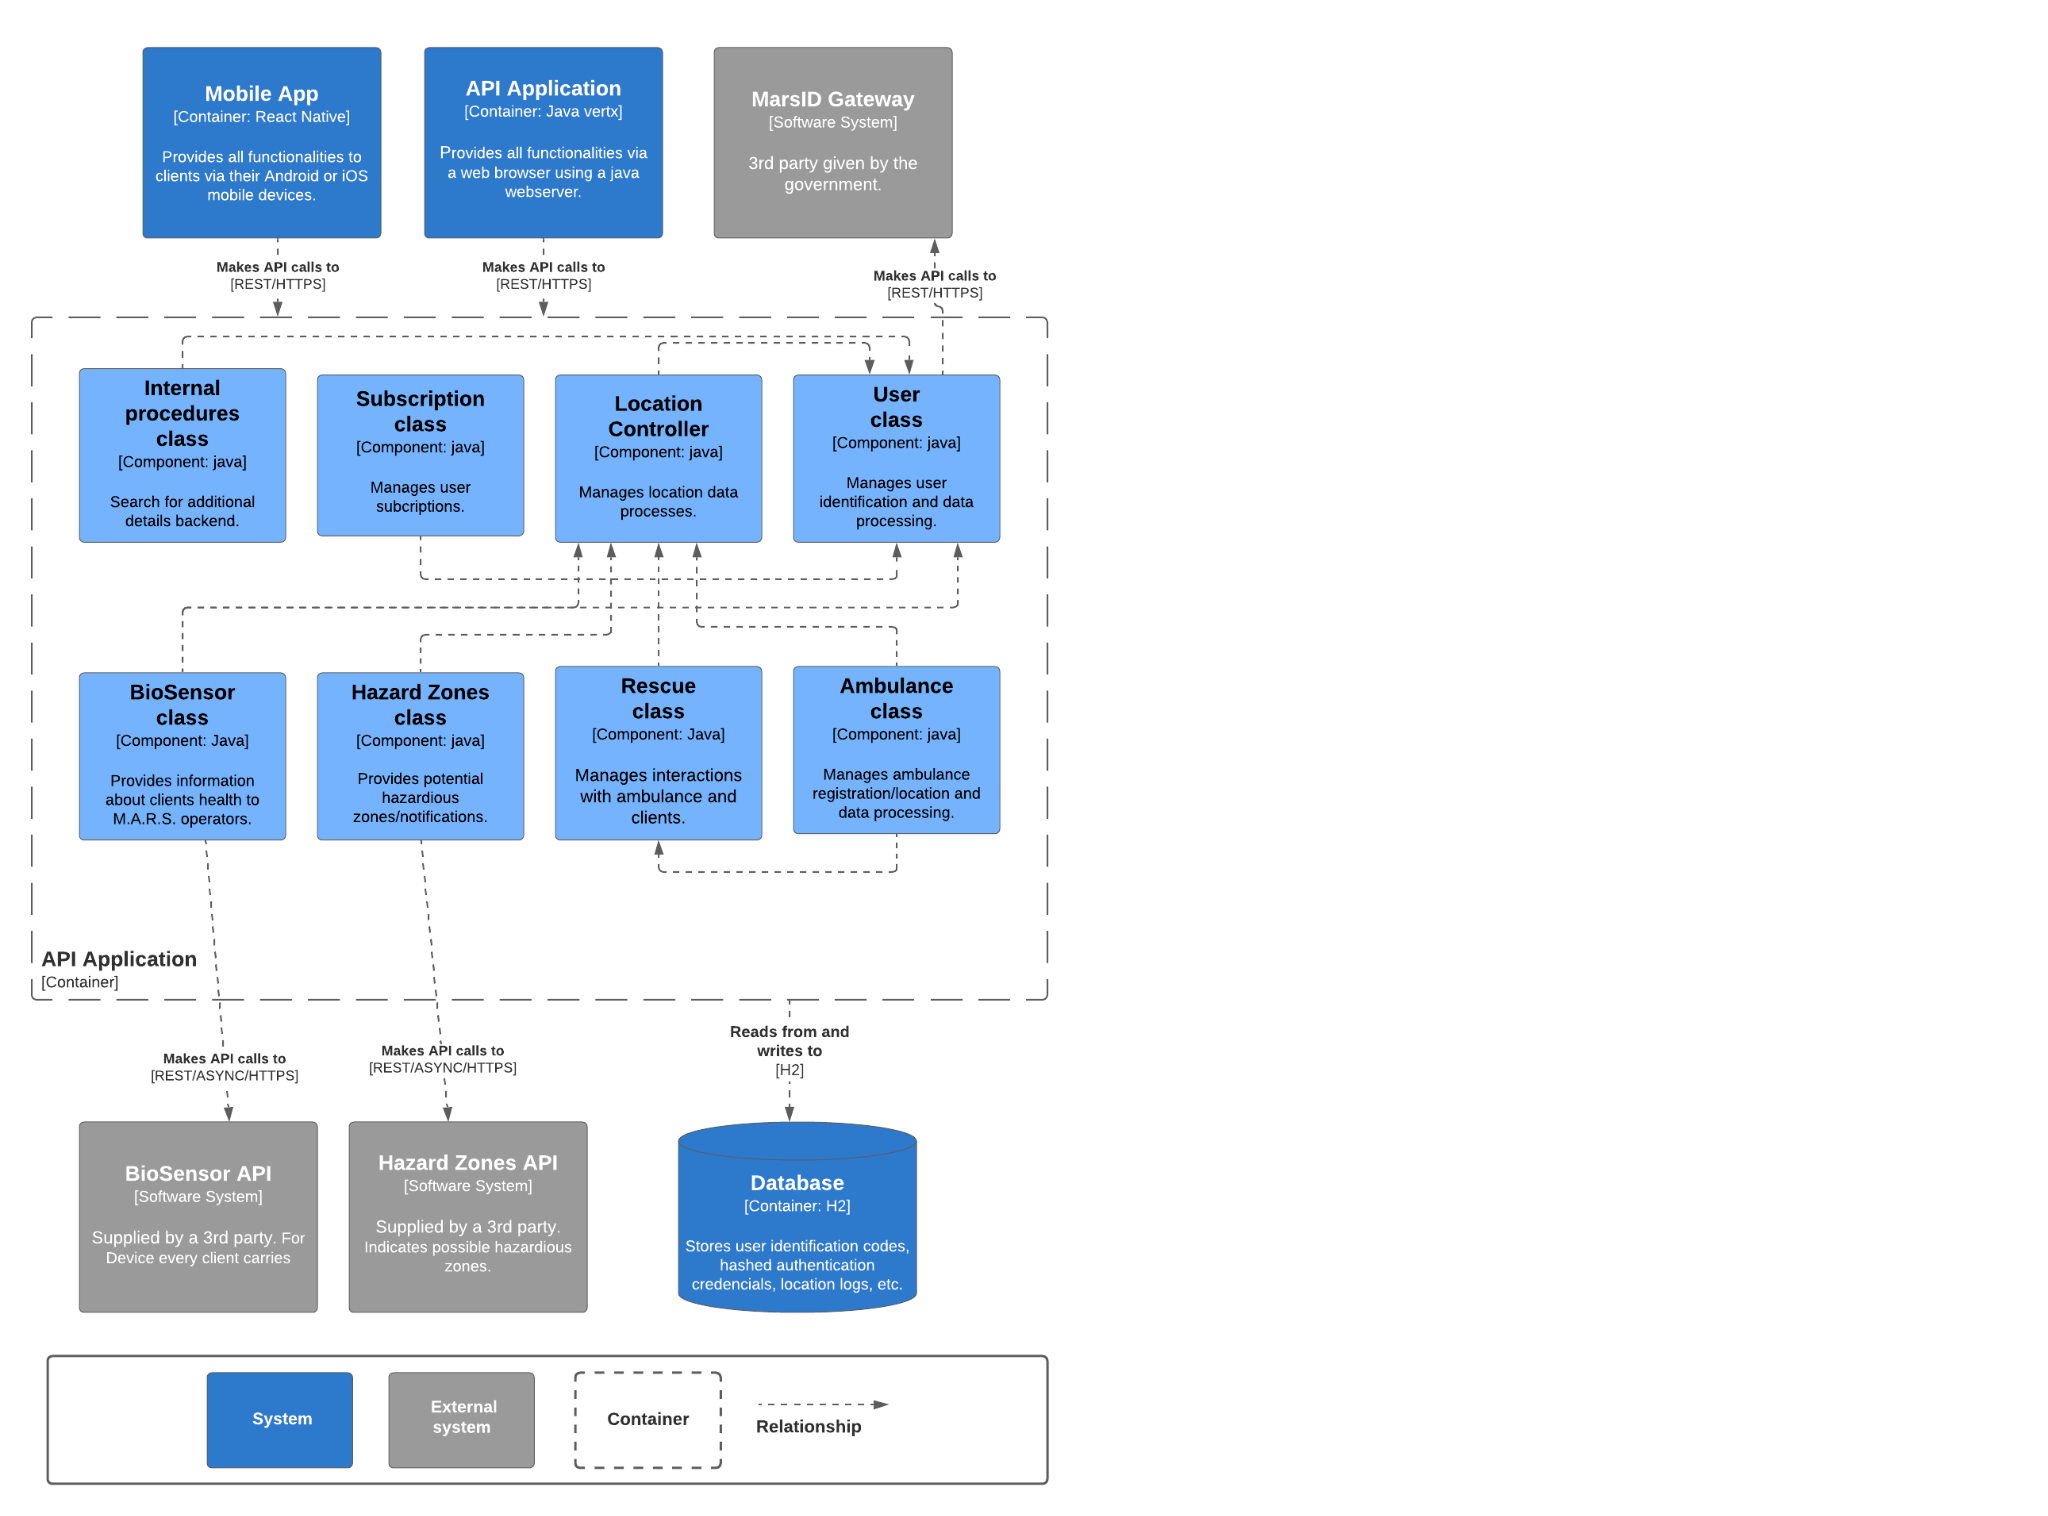 Mobile App
[Container: React Native]
Provides all functionalities to
clients via their Android or iOS
mobile devices.
API Application
[Container: Java vertx]
Provides all functionalities via
a web browser using a java
webserver.
MarsID Gateway
[Software System]
3rd party given by the
government.
Makes API calls to
[REST/HTTPS]
Makes API calls to
[REST/HTTPS]
Makes API calls to
[REST/HTTPS]
Internal
procedures
class
[Component: java]
Search for additional
details backend.
Subscription
class
[Component: java]
Manages user
subcriptions.
Location
Controller
[Component: java]
Manages location data
processes.
User
class
[Component: java]
Manages user
identification and data
processing.
BioSensor
class
[Component: Java]
Provides information
about clients health to
M.A.R.S. operators.
Hazard Zones
class
[Component: java]
Provides potential
hazardious
zones/notifications.
Rescue
class
[Component: Java]
Manages interactions
with ambulance and
clients.
Ambulance
class
[Component: java]
Manages ambulance
registration/location and
data processing.
API Application
[Container]
Makes API calls to
[REST/ASYNC/HTTPS]
Makes API calls to
[REST/ASYNC/HTTPS]
Reads from and
writes to
[H2]
BioSensor API
[Software System]
Supplied by a 3rd party. For
Device every client carries
Hazard Zones API
[Software System]
Supplied by a 3rd party.
Indicates possible hazardious
zones.
Database
[Container: H2]
Stores user identification codes,
hashed authentication
credencials, location logs, etc.
System
External
system
Container
Relationship